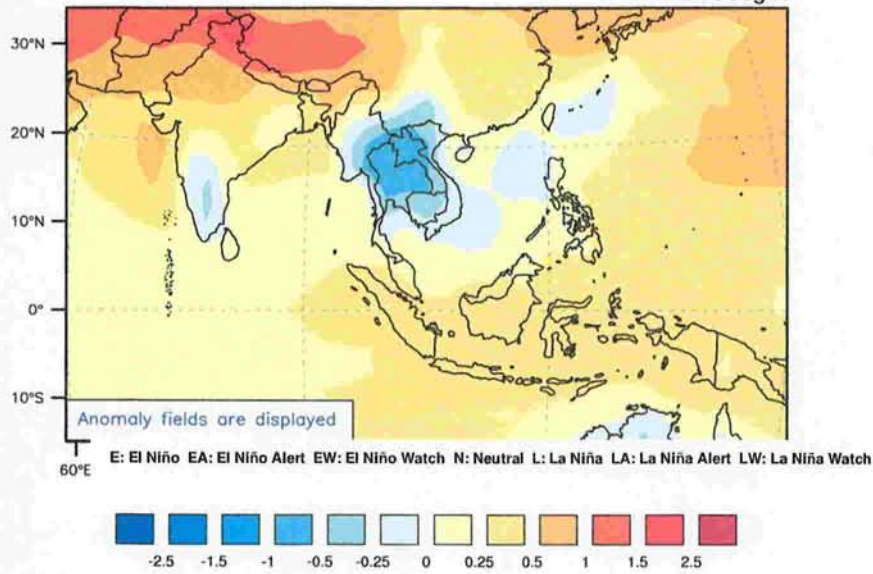 30°N
20°N
10°N
0°
10°S
Anomaly fields are displayed
60°E
E: El Niño EA: El Niño Alert EW: El Niño Watch N: Neutral L: La Niña LA: La Niña Alert LW: La Niña Watch
-2.5 -1.5 -1 -0.5 -0.25 0 0.25 0.5 1 1.5 2.5